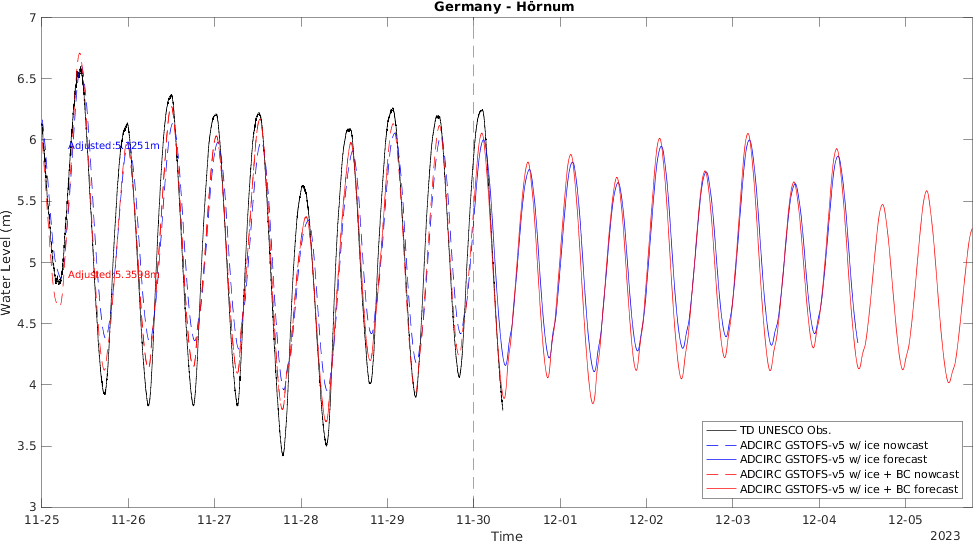 Germany - Hörnum
Water Level (m)
7
6.5
6
5.5
5
4.5
4
3.5
3
Adjusted:5.1251m
Adjusted:5.3598m
TD UNESCO Obs.
ADCIRC GSTOFS-v5 w/ ice nowcast
ADCIRC GSTOFS-v5 w/ ice forecast
ADCIRC GSTOFS-v5 w/ ice + BC nowcast
ADCIRC GSTOFS-v5 w/ ice + BC forecast
11-25 11-26 11-27 11-28 11-29 11-30 12-01 12-02 12-03 12-04 12-05
Time
2023